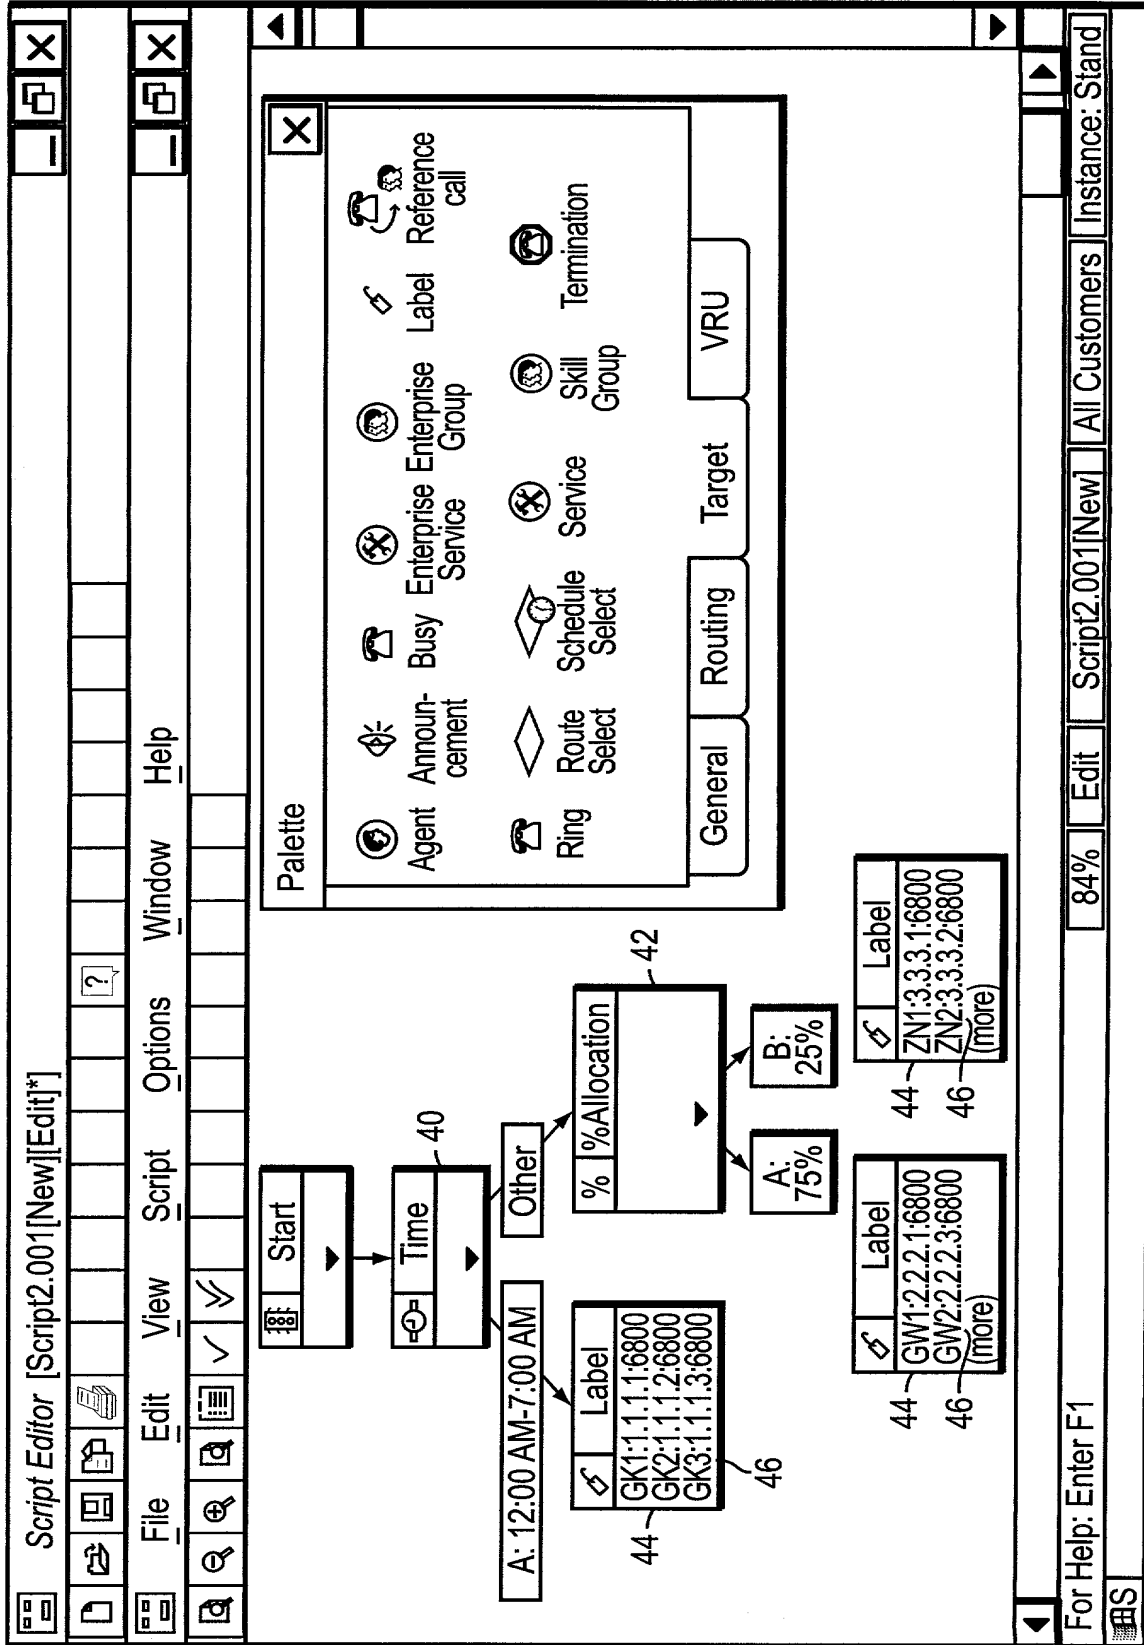 Script Editor [Script2.001[New][Edit]*]
?
File Edit View Script Options Window Help
Start
Time
40
A: 12:00 AM-7:00 AM
Other
Label
GK1:1.1.1.1:6800
GK2:1.1.1.2:6800
GK3:1.1.1.3:6800
44
46
% %Allocation
42
A:
75%
B:
25%
Label
GW1:2.2.2.1:6800
GW2:2.2.2.3:6800
(more)
44
46
Label
ZN1:3.3.3.1:6800
ZN2:3.3.3.2:6800
(more)
44
46
Palette
Agent
Announ-
cement
Busy
Enterprise
Service
Enterprise
Group
Label
Reference
call
Ring
Route
Select
Schedule
Select
Service
Skill
Group
Termination
General Routing Target VRU
For Help: Enter F1
84% Edit Script2.001[New] All Customers Instance: Stand
S